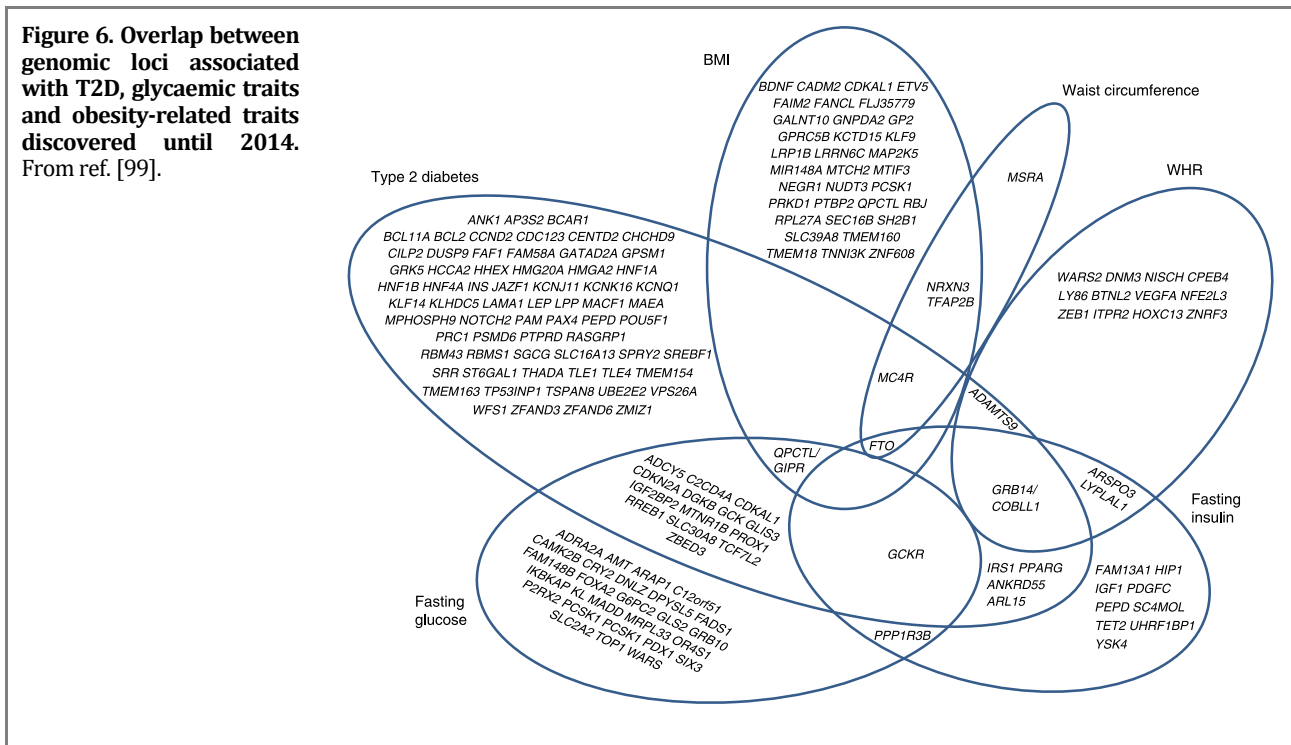 Figure 6. Overlap between
genomic loci associated
with T2D, glycaemic traits
and obesity-related traits
discovered until 2014.
From ref. [99].
BMI
BDNF CADM2 CDKAL1 ETV5
FAIM2 FANCL FLJ35779
GALNT10 GNPDA2 GP2
GPRC5B KCTD15 KLF9
LRP1B LRRN6C MAP2K5
MIR148A MTCH2 MTIF3
NEGR1 NUDT3 PCSK1
PRKD1 PTBP2 QPCTL RBJ
RPL27A SEC16B SH2B1
SLC39A8 TMEM160
TMEM18 TNNI3K ZNF608
Waist circumference
MSRA
NRXN3
TFAP2B
MC4R
WHR
WARS2 DNM3 NISCH CPEB4
LY86 BTNL2 VEGFA NFE2L3
ZEB1 ITPR2 HOXC13 ZNRF3
Type 2 diabetes
ANK1 AP3S2 BCAR1
BCL11A BCL2 CCND2 CDC123 CENTD2 CHCHD9
CILP2 DUSP9 FAF1 FAM58A GATAD2A GPSM1
GRK5 HCCA2 HHEX HMG20A HMGA2 HNF1A
HNF1B HNF4A INS JAZF1 KCNJ11 KCNK16 KCNQ1
KLF14 KLHDC5 LAMA1 LEP LPP MACF1 MAEA
MPHOSPH9 NOTCH2 PAM PAX4 PEPD POU5F1
PRC1 PSMD6 PTPRD RASGRP1
RBM43 RBMS1 SGCG SLC16A13 SPRY2 SREBF1
SRR ST6GAL1 THADA TLE1 TLE4 TMEM154
TMEM163 TP53INP1 TSPAN8 UBE2E2 VPS26A
WFS1 ZFAND3 ZFAND6 ZMIZ1
ADAMTS9
FTO
QPCTL/
GIPR
ADCY5 C2CD4A CDKAL1
CDKN2A DGKB GCK GLIS3
IGF2BP2 MTNR1B PROX1
RREB1 SLC30A8 TCF7L2
ZBED3
GRB14/
COBLL1
ARSPO3
LYPLAL1
Fasting
insulin
GCKR
IRS1 PPARG
ANKRD55
ARL15
FAM13A1 HIP1
IGF1 PDGFC
PEPD SC4MOL
TET2 UHRF1BP1
YSK4
Fasting
glucose
ADRA2A AMT ARAP1 C12orf51
CAMK2B CRY2 DNLZ DPYSL5 FADS1
FAM148B FOXA2 G6PC2 GLS2 GRB10
IKBKAP KL MADD MRPL33 OR4S1
P2RX2 PCSK1 PCSK1 PDX1 SIX3
SLC2A2 TOP1 WARS
PPP1R3B